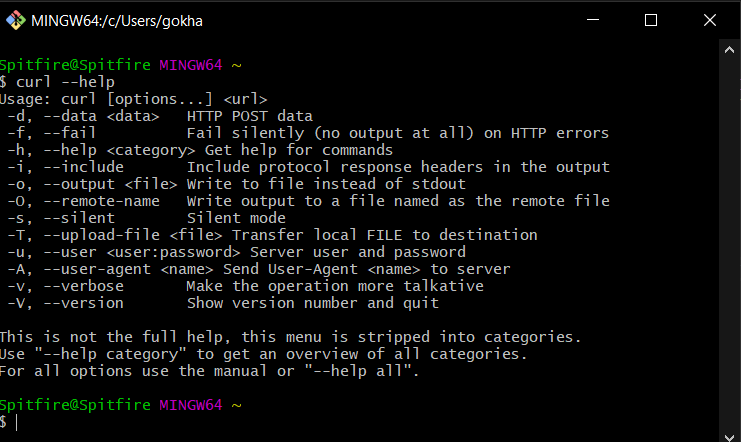 MINGW64:/c/Users/gokha
Spitfire@Spitfire MINGW64 ~
$ curl --help
Usage: curl [options...] <url>
 -d, --data <data>   HTTP POST data
 -f, --fail          Fail silently (no output at all) on HTTP errors
 -h, --help <category> Get help for commands
 -i, --include       Include protocol response headers in the output
 -o, --output <file> Write to file instead of stdout
 -O, --remote-name   Write output to a file named as the remote file
 -s, --silent        Silent mode
 -T, --upload-file <file> Transfer local FILE to destination
 -u, --user <user:password> Server user and password
 -A, --user-agent <name> Send User-Agent <name> to server
 -v, --verbose       Make the operation more talkative
 -V, --version       Show version number and quit
This is not the full help, this menu is stripped into categories.
Use "--help category" to get an overview of all categories.
For all options use the manual or "--help all".
Spitfire@Spitfire MINGW64 ~
$